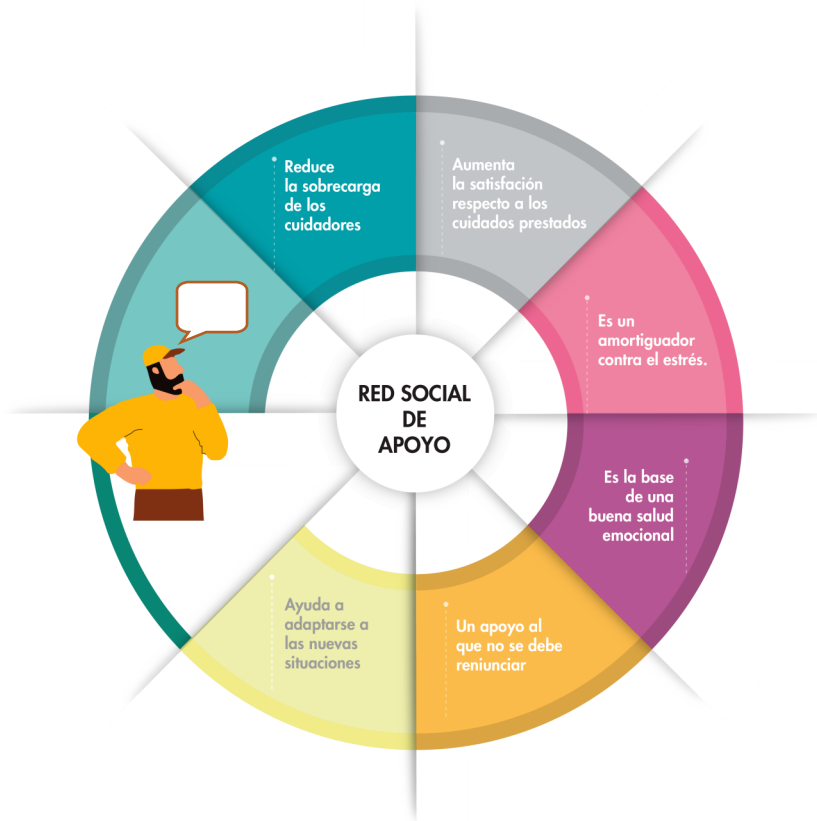 Reduce
la sobrecarga
de los
cuidadores
Aumenta
la satisfacción
respecto a los
cuidados prestados
Es un
amortiguador
contra el estrés.
RED SOCIAL
DE
APOYO
Es la base
de una
buena salud
emocional
Un apoyo al
que no se debe
reniunciar
Ayuda a
adaptarse a
las nuevas
situaciones